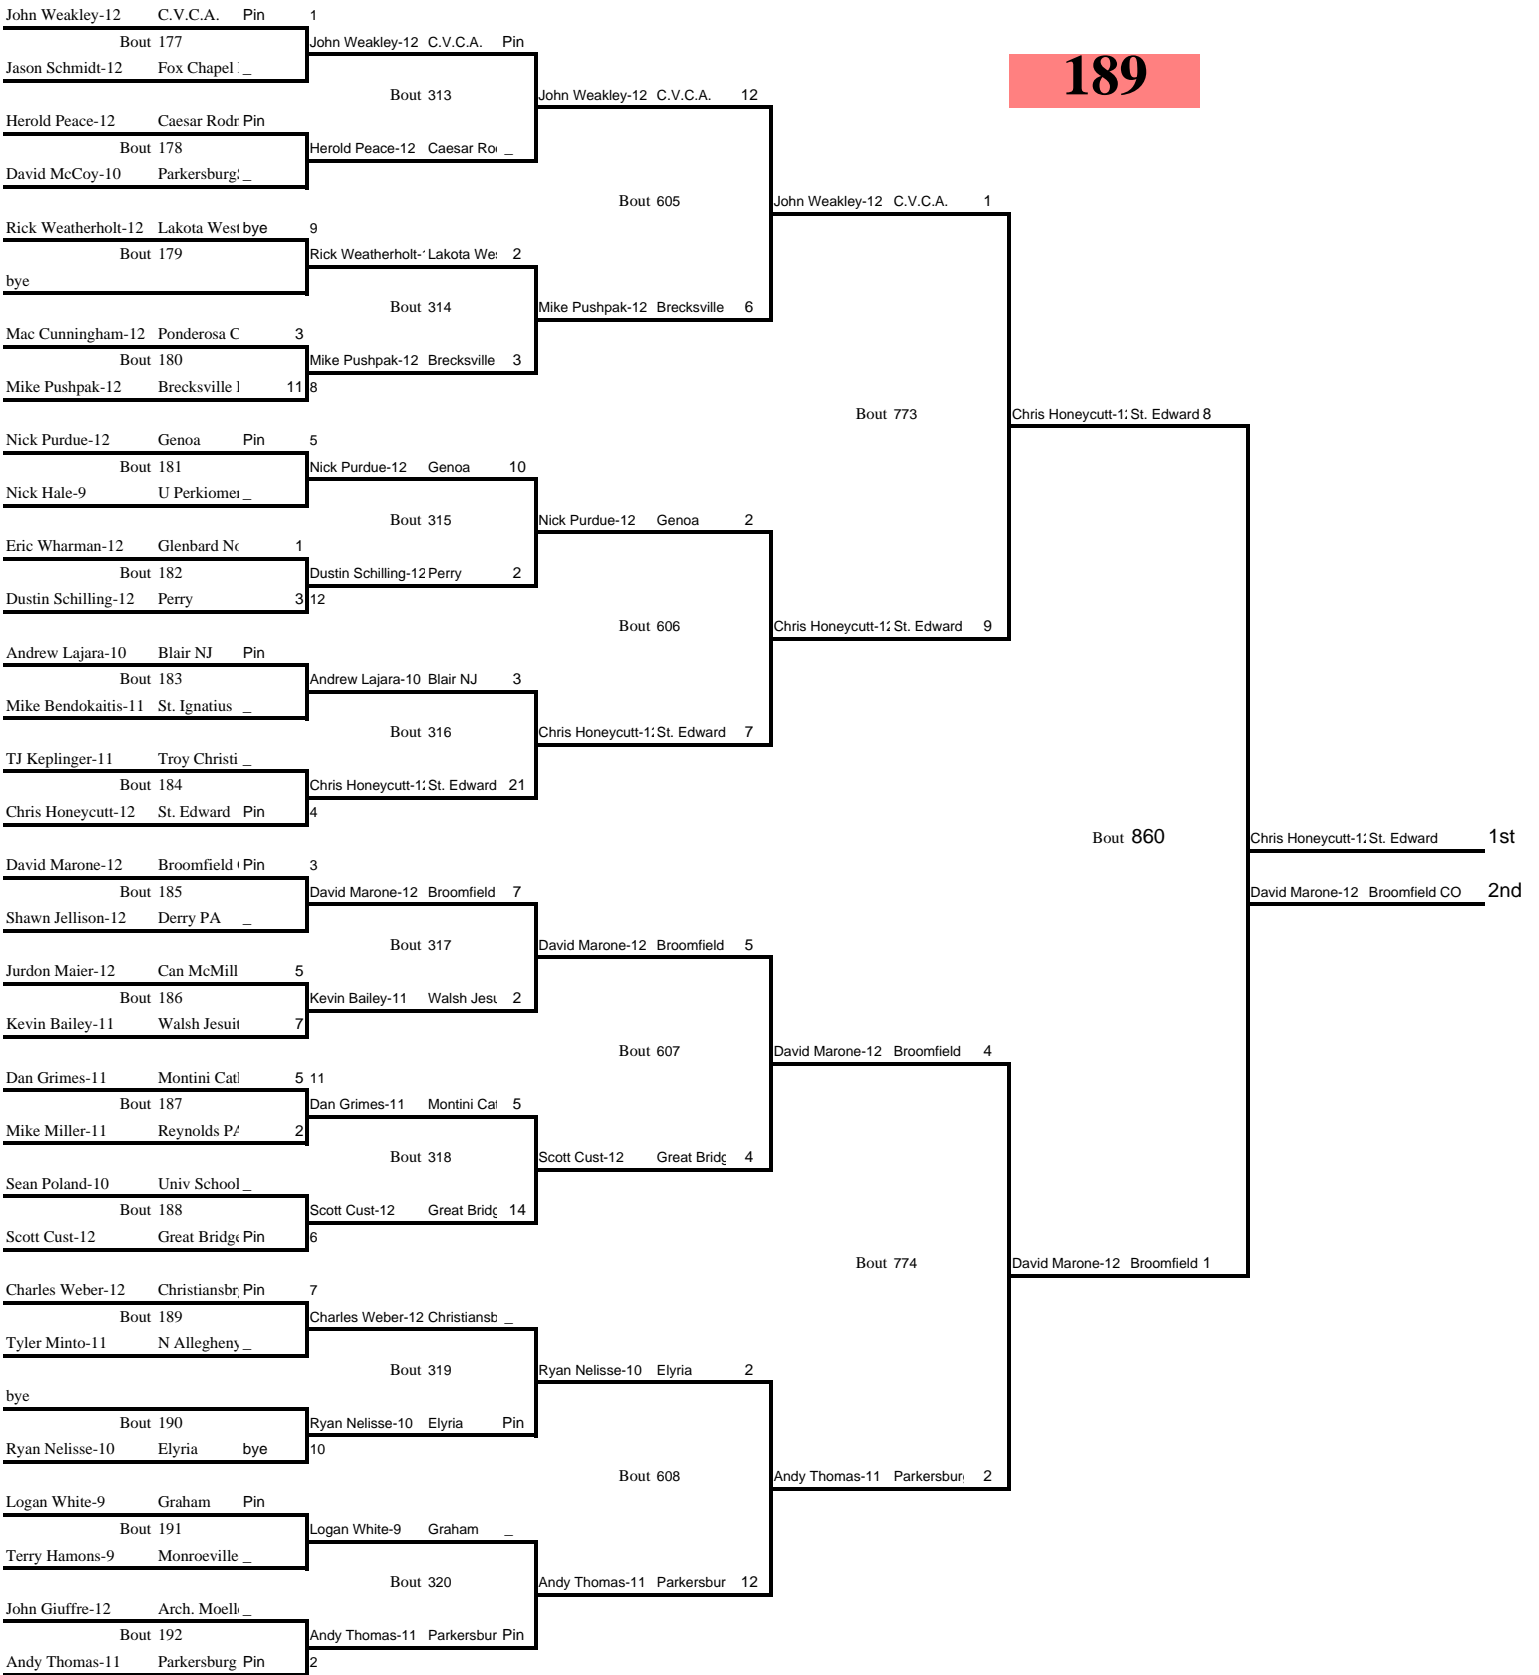 John Weakley-12 C.V.C.A. Pin 1
Bout 177 John Weakley-12 C.V.C.A. Pin
Jason Schmidt-12 Fox Chapel _
189
Bout 313 John Weakley-12 C.V.C.A. 12
Herold Peace-12 Caesar Rodr Pin
Bout 178 Herold Peace-12 Caesar Ro _
David McCoy-10 Parkersburg _
Bout 605 John Weakley-12 C.V.C.A. 1
Rick Weatherholt-12 Lakota West bye 9
Bout 179 Rick Weatherholt- Lakota We 2
bye
Bout 314 Mike Pushpak-12 Brecksville 6
Mac Cunningham-12 Ponderosa C 3
Bout 180 Mike Pushpak-12 Brecksville 3
Mike Pushpak-12 Brecksville 11 8
Bout 773 Chris Honeycutt-1 St. Edward 8
Nick Purdue-12 Genoa Pin 5
Bout 181 Nick Purdue-12 Genoa 10
Nick Hale-9 U Perkiome _
Bout 315 Nick Purdue-12 Genoa 2
Eric Wharman-12 Glenbard No 1
Bout 182 Dustin Schilling-12 Perry 2
Dustin Schilling-12 Perry 3 12
Bout 606 Chris Honeycutt-1 St. Edward 9
Andrew Lajara-10 Blair NJ Pin
Bout 183 Andrew Lajara-10 Blair NJ 3
Mike Bendokaitis-11 St. Ignatius _
Bout 316 Chris Honeycutt-1 St. Edward 7
TJ Keplinger-11 Troy Christi _
Bout 184 Chris Honeycutt-1 St. Edward 21
Chris Honeycutt-12 St. Edward Pin 4
Bout 860 Chris Honeycutt-1 St. Edward 1st
David Marone-12 Broomfield Pin 3
Bout 185 David Marone-12 Broomfield 7
David Marone-12 Broomfield CO 2nd
Shawn Jellison-12 Derry PA _
Bout 317 David Marone-12 Broomfield 5
Jurdon Maier-12 Can McMill 5
Bout 186 Kevin Bailey-11 Walsh Jesu 2
Kevin Bailey-11 Walsh Jesuit 7
Bout 607 David Marone-12 Broomfield 4
Dan Grimes-11 Montini Cat 5 11
Bout 187 Dan Grimes-11 Montini Cat 5
Mike Miller-11 Reynolds PA 2
Bout 318 Scott Cust-12 Great Bridg 4
Sean Poland-10 Univ School _
Bout 188 Scott Cust-12 Great Bridg 14
Scott Cust-12 Great Bridge Pin 6
Bout 774 David Marone-12 Broomfield 1
Charles Weber-12 Christiansbr Pin 7
Bout 189 Charles Weber-12 Christiansb _
Tyler Minto-11 N Allegheny _
Bout 319 Ryan Nelisse-10 Elyria 2
bye
Bout 190 Ryan Nelisse-10 Elyria Pin
Ryan Nelisse-10 Elyria bye 10
Bout 608 Andy Thomas-11 Parkersbur 2
Logan White-9 Graham Pin
Bout 191 Logan White-9 Graham _
Terry Hamons-9 Monroeville _
Bout 320 Andy Thomas-11 Parkersbur 12
John Giuffre-12 Arch. Moell _
Bout 192 Andy Thomas-11 Parkersbur Pin
Andy Thomas-11 Parkersburg Pin 2